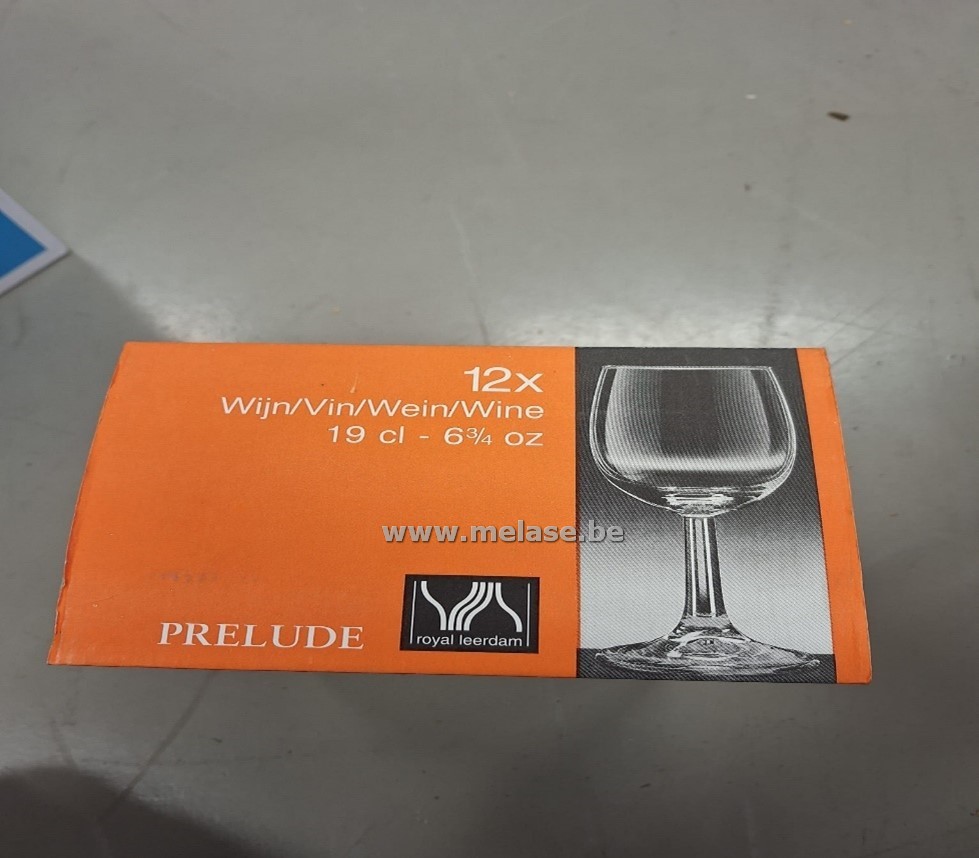 12x
Wijn/Vin/Wein/Wine
19 cl - 6¾ oz
www.melase.be
PRELUDE
royal leerdam